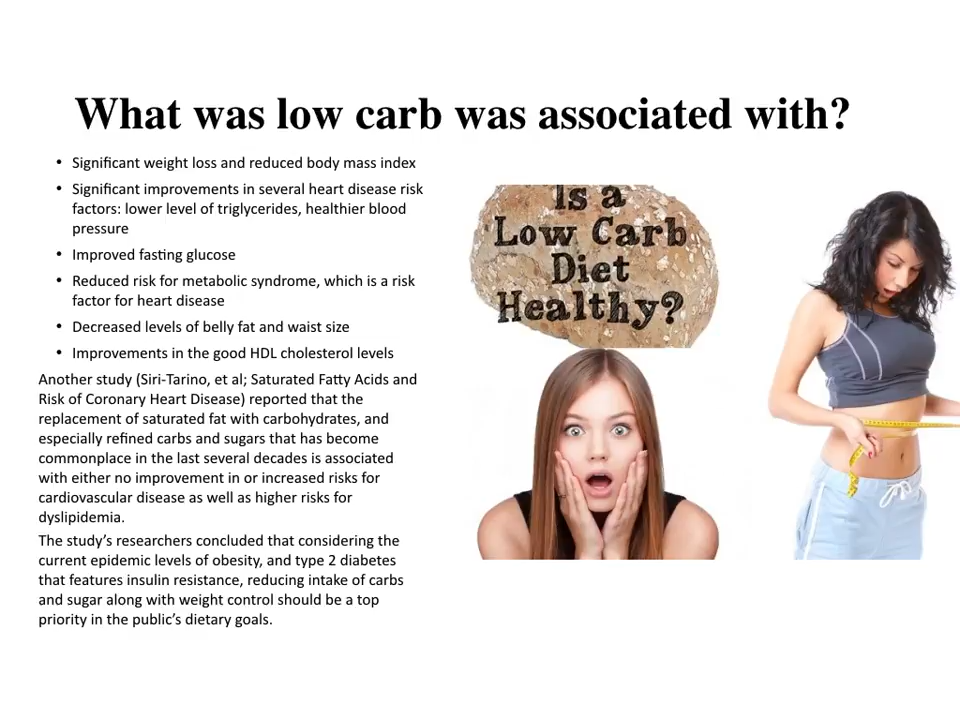 What was low carb was associated with?
• Significant weight loss and reduced body mass index
• Significant improvements in several heart disease risk
factors: lower level of triglycerides, healthier blood
pressure
• Improved fasting glucose
• Reduced risk for metabolic syndrome, which is a risk
factor for heart disease
• Decreased levels of belly fat and waist size
• Improvements in the good HDL cholesterol levels
Another study (Siri-Tarino, et al; Saturated Fatty Acids and
Risk of Coronary Heart Disease) reported that the
replacement of saturated fat with carbohydrates, and
especially refined carbs and sugars that has become
commonplace in the last several decades is associated
with either no improvement in or increased risks for
cardiovascular disease as well as higher risks for
dyslipidemia.
The study’s researchers concluded that considering the
current epidemic levels of obesity, and type 2 diabetes
that features insulin resistance, reducing intake of carbs
and sugar along with weight control should be a top
priority in the public’s dietary goals.
Is a
Low Carb
Diet
Healthy?